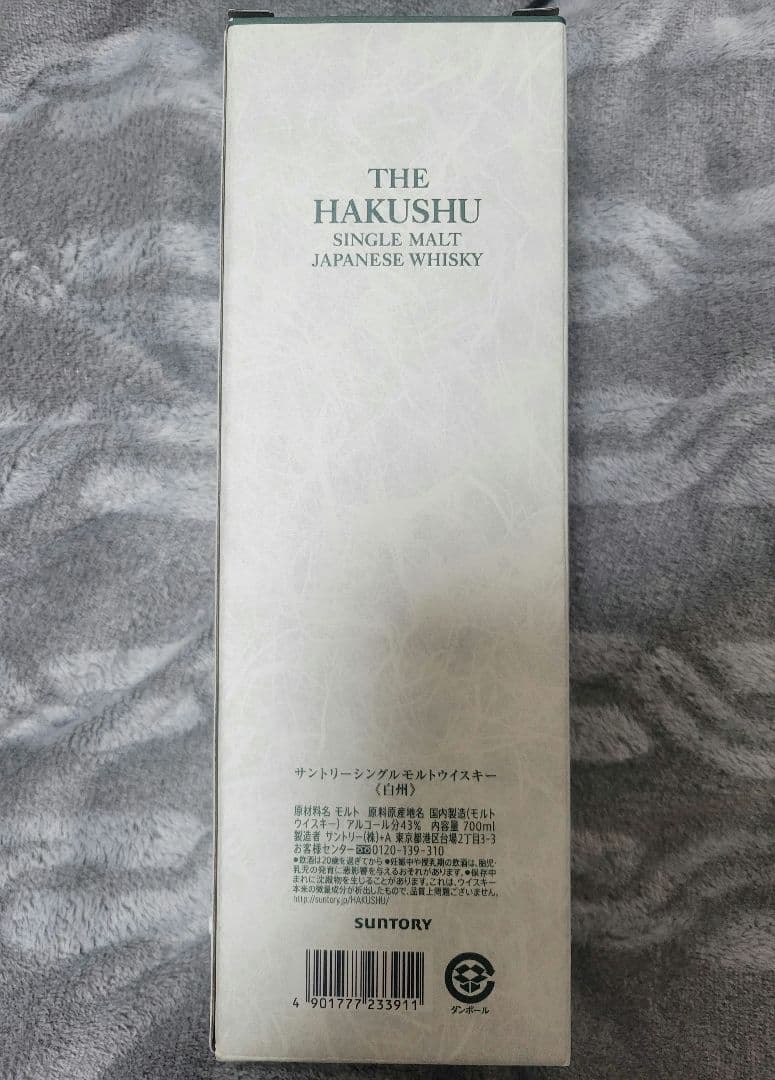 THE
HAKUSHU
SINGLE MALT
JAPANESE WHISKY
サントリーシングルモルトウイスキー
《白州》
原材料名 モルト 原料原産地名 国内製造(モルト
ウイスキー) アルコール分43% 内容量 700ml
製造者 サントリー(株)+A 東京都港区台場2丁目3-3
お客様センター 0120-139-310
●飲酒は20歳を過ぎてから ●妊娠中や授乳期の飲酒は、胎児・
乳児の発育に悪影響を与えるおそれがあります。●保存中
まれに沈澱物を生じることがあります。これは、ウイスキー
本来の微量成分が析出したもので、品質上問題ございません。
http://suntory.jp/HAKUSHU/
SUNTORY
4 901777 233911
ダンボール